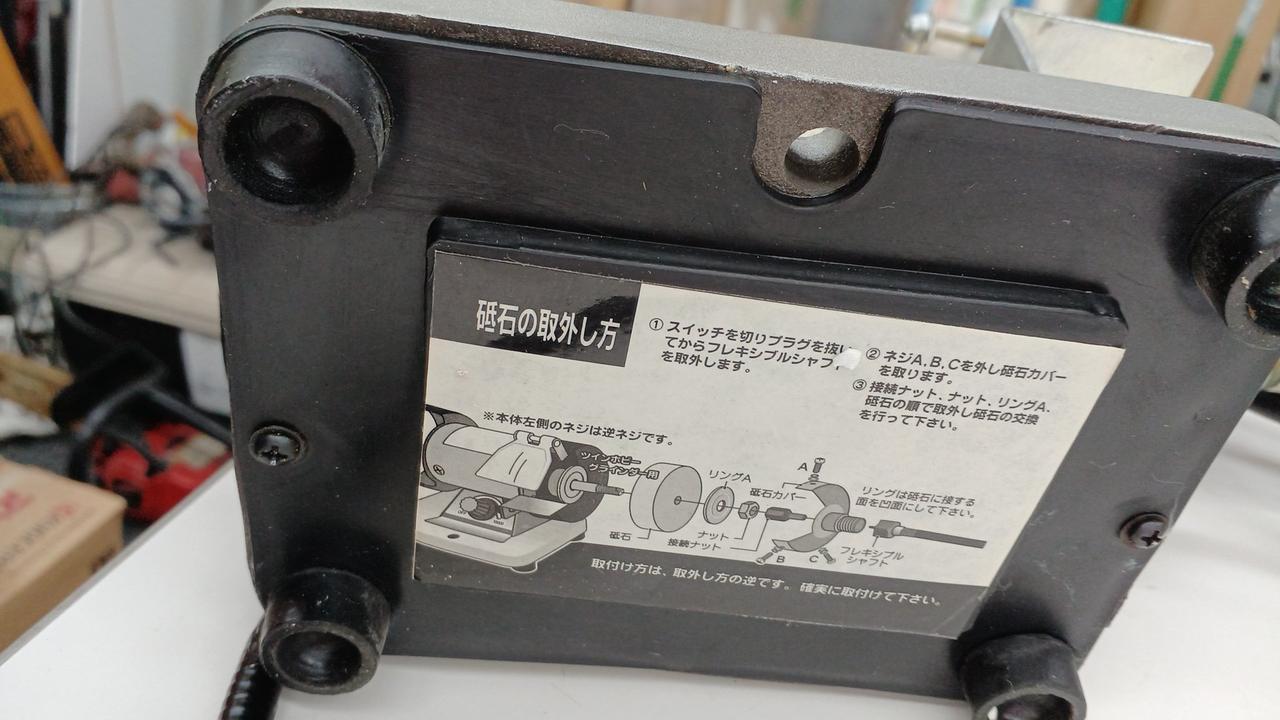 砥石の取外し方
① スイッチを切りプラグを抜い
てからフレキシブルシャフ
を取外します。
② ネジA, B, Cを外し砥石カバー
を取ります。
③ 接続ナット、ナット、リングA、
砥石の順で取外し砥石の交換
を行って下さい。
※本体左側のネジは逆ネジです。
ツインホビー
グラインダー用
リングA
砥石カバー
A
リングは砥石に接する
面を凹面にして下さい。
砥石
ナット
接続ナット
B
C
フレキシブル
シャフト
取付け方は、取外し方の逆です。確実に取付けて下さい。